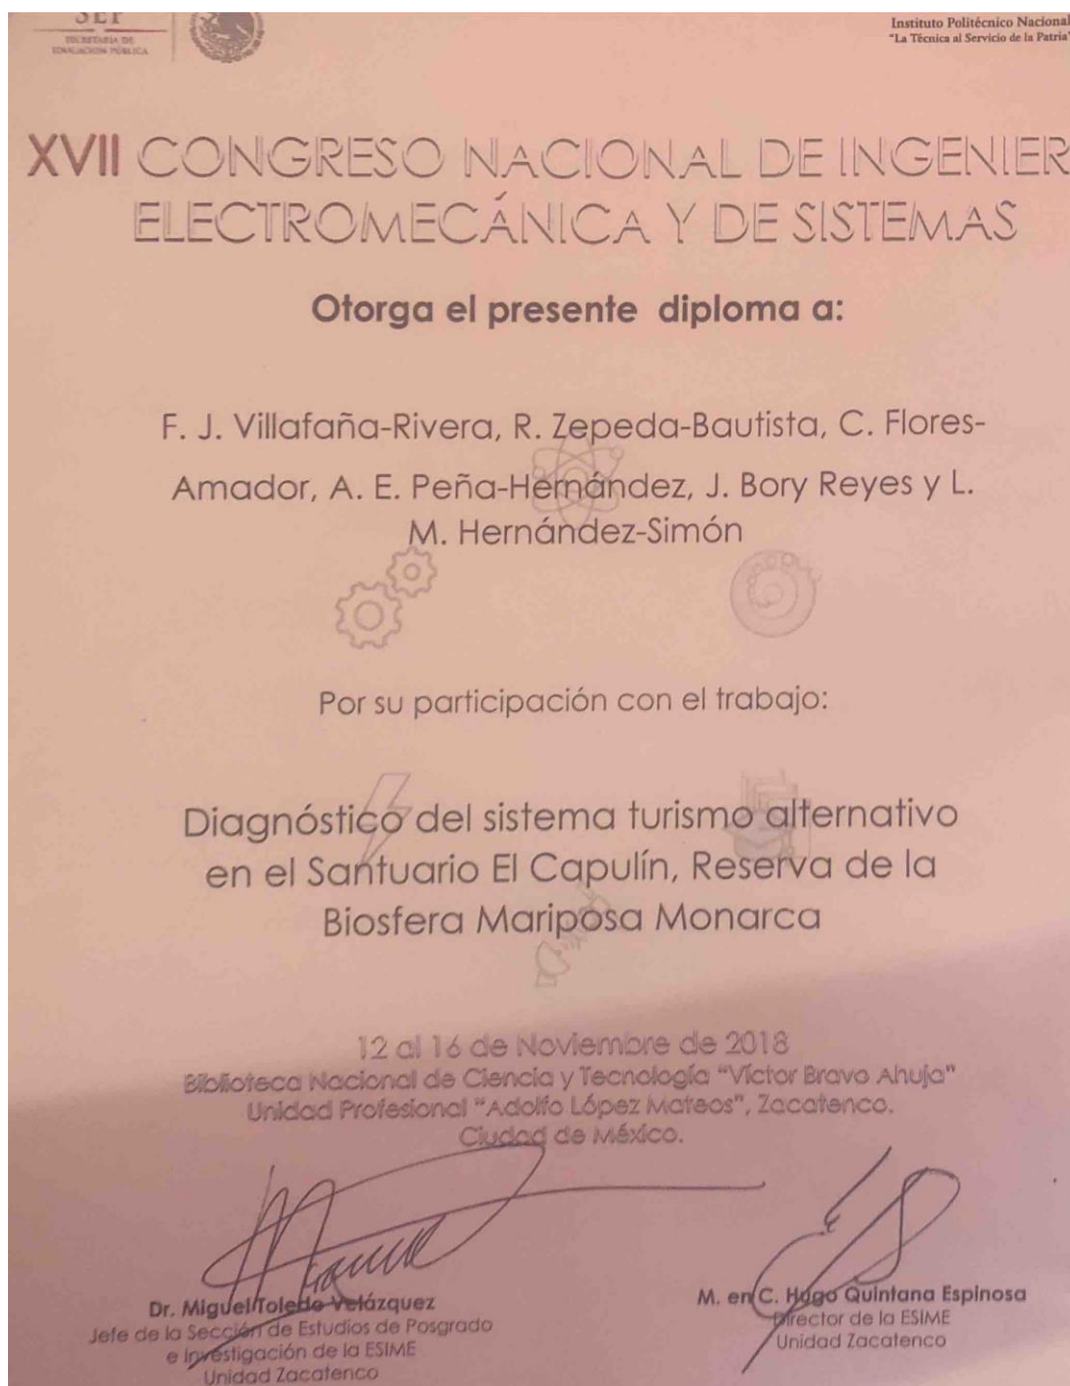 SEP
SECRETARÍA DE
EDUCACIÓN PÚBLICA
Instituto Politécnico Nacional
"La Técnica al Servicio de la Patria"
XVII CONGRESO NACIONAL DE INGENIER
ELECTROMECÁNICA Y DE SISTEMAS
Otorga el presente diploma a:
F. J. Villafaña-Rivera, R. Zepeda-Bautista, C. Flores-
Amador, A. E. Peña-Hernández, J. Bory Reyes y L.
M. Hernández-Simón
Por su participación con el trabajo:
Diagnóstico del sistema turismo alternativo
en el Santuario El Capulín, Reserva de la
Biosfera Mariposa Monarca
12 al 16 de Noviembre de 2018
Biblioteca Nacional de Ciencia y Tecnología "Víctor Bravo Ahuja"
Unidad Profesional "Adolfo López Mateos", Zacatenco.
Ciudad de México.
Dr. Miguel Toledo Velázquez
Jefe de la Sección de Estudios de Posgrado
e Investigación de la ESIME
Unidad Zacatenco
M. en C. Hugo Quintana Espinosa
Director de la ESIME
Unidad Zacatenco